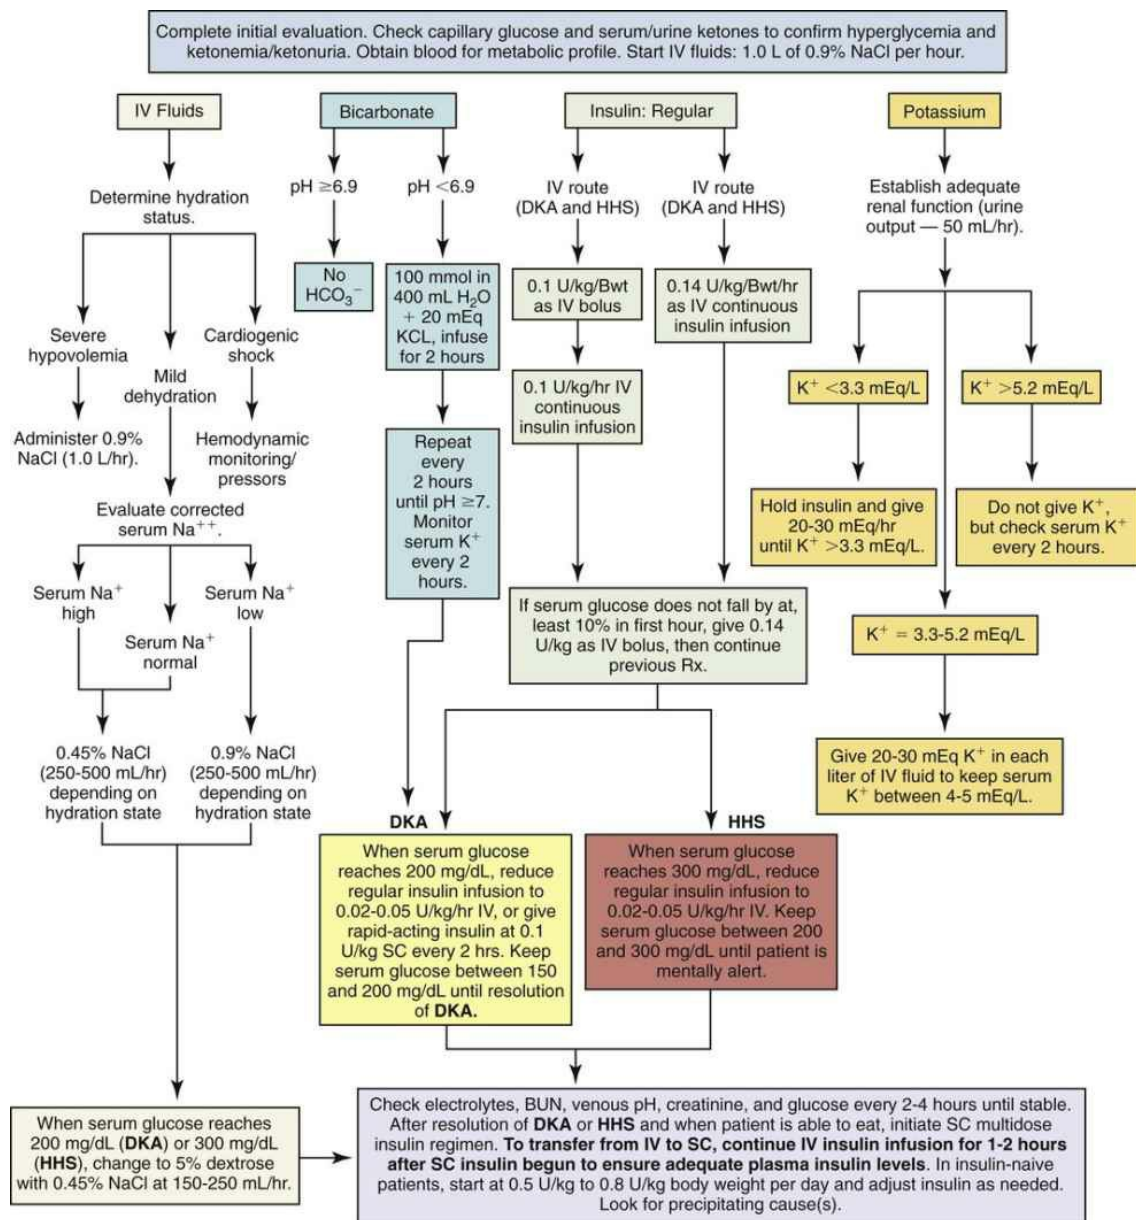 Complete initial evaluation. Check capillary glucose and serum/urine ketones to confirm hyperglycemia and
ketonemia/ketonuria. Obtain blood for metabolic profile. Start IV fluids: 1.0 L of 0.9% NaCl per hour.
IV Fluids
Determine hydration
status.
Severe
hypovolemia
Mild
dehydration
Cardiogenic
shock
Administer 0.9%
NaCl (1.0 L/hr).
Hemodynamic
monitoring/
pressors
Evaluate corrected
serum Na⁺⁺.
Serum Na⁺
high
Serum Na⁺
normal
Serum Na⁺
low
0.45% NaCl
(250-500 mL/hr)
depending on
hydration state
0.9% NaCl
(250-500 mL/hr)
depending on
hydration state
When serum glucose reaches
200 mg/dL (DKA) or 300 mg/dL
(HHS), change to 5% dextrose
with 0.45% NaCl at 150-250 mL/hr.
Bicarbonate
pH ≥6.9
No
HCO₃⁻
pH <6.9
100 mmol in
400 mL H₂O
+ 20 mEq
KCL, infuse
for 2 hours
Repeat
every
2 hours
until pH ≥7.
Monitor
serum K⁺
every 2
hours.
Insulin: Regular
IV route
(DKA and HHS)
0.1 U/kg/Bwt
as IV bolus
0.1 U/kg/hr IV
continuous
insulin infusion
IV route
(DKA and HHS)
0.14 U/kg/Bwt/hr
as IV continuous
insulin infusion
If serum glucose does not fall by at,
least 10% in first hour, give 0.14
U/kg as IV bolus, then continue
previous Rx.
DKA
When serum glucose
reaches 200 mg/dL, reduce
regular insulin infusion to
0.02-0.05 U/kg/hr IV, or give
rapid-acting insulin at 0.1
U/kg SC every 2 hrs. Keep
serum glucose between 150
and 200 mg/dL until resolution
of DKA.
HHS
When serum glucose
reaches 300 mg/dL, reduce
regular insulin infusion to
0.02-0.05 U/kg/hr IV. Keep
serum glucose between 200
and 300 mg/dL until patient is
mentally alert.
Potassium
Establish adequate
renal function (urine
output — 50 mL/hr).
K⁺ <3.3 mEq/L
Hold insulin and give
20-30 mEq/hr
until K⁺ >3.3 mEq/L.
K⁺ >5.2 mEq/L
Do not give K⁺,
but check serum K⁺
every 2 hours.
K⁺ = 3.3-5.2 mEq/L
Give 20-30 mEq K⁺ in each
liter of IV fluid to keep serum
K⁺ between 4-5 mEq/L.
Check electrolytes, BUN, venous pH, creatinine, and glucose every 2-4 hours until stable.
After resolution of DKA or HHS and when patient is able to eat, initiate SC multidose
insulin regimen. To transfer from IV to SC, continue IV insulin infusion for 1-2 hours
after SC insulin begun to ensure adequate plasma insulin levels. In insulin-naive
patients, start at 0.5 U/kg to 0.8 U/kg body weight per day and adjust insulin as needed.
Look for precipitating cause(s).